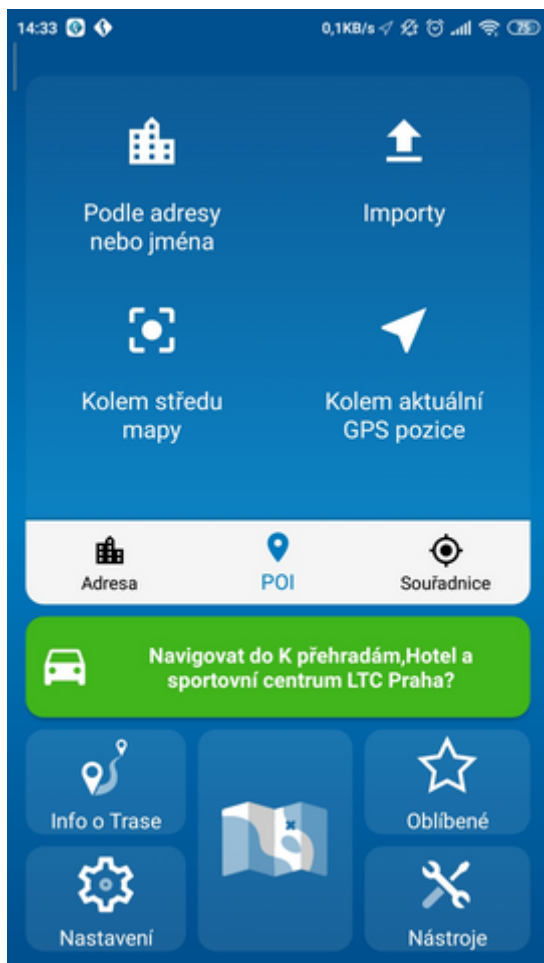 14:33
0,1KB/s
75
Podle adresy
nebo jména
Importy
Kolem středu
mapy
Kolem aktuální
GPS pozice
Adresa
POI
Souřadnice
Navigovat do K přehradám,Hotel a
sportovní centrum LTC Praha?
Info o Trase
Oblíbené
Nastavení
Nástroje